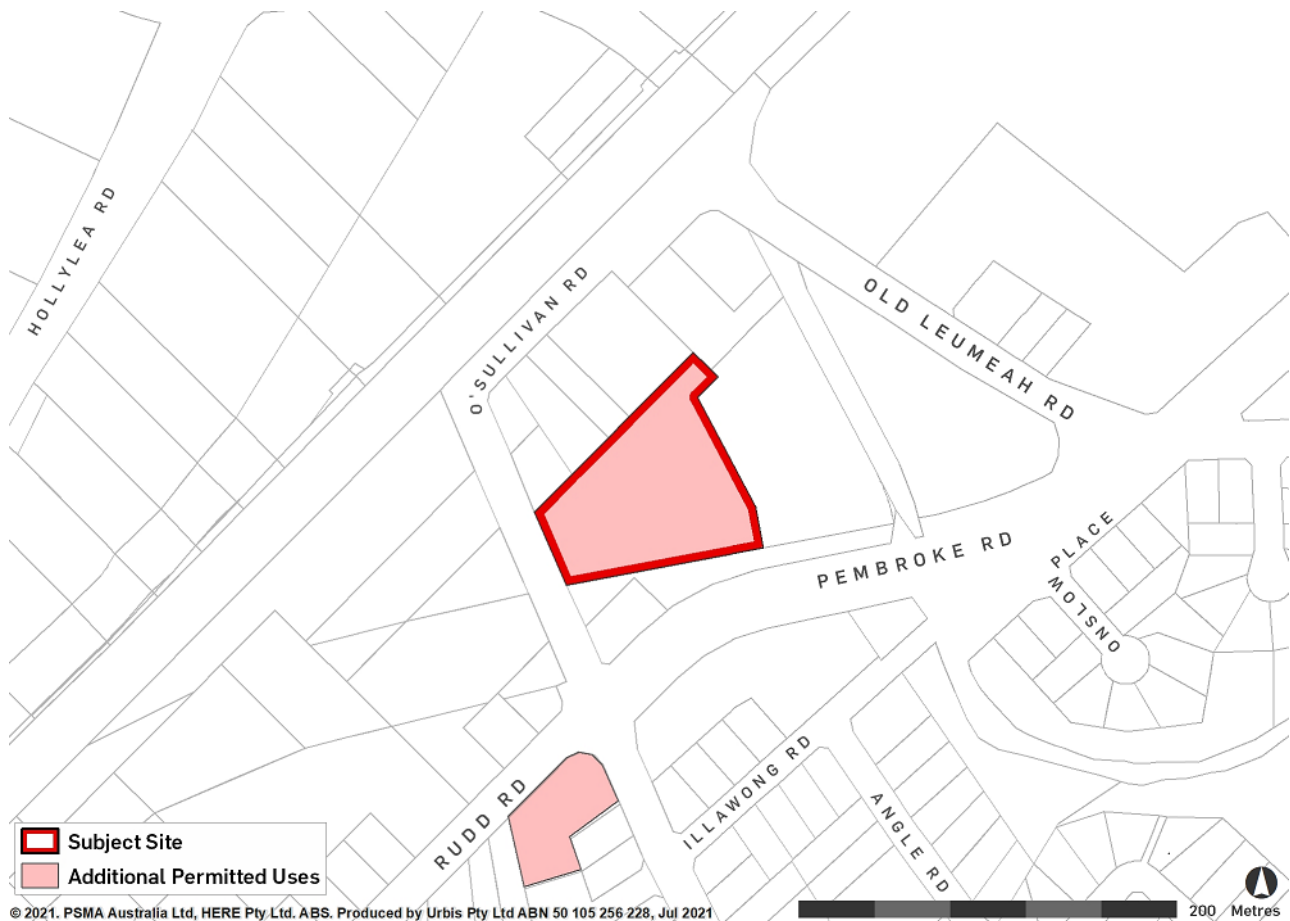 HOLLYLEA RD
O'SULLIVAN RD
OLD LEUMEAH RD
PEMBROKE RD
ONSLOW PLACE
ILLAWONG RD
ANGLE RD
RUDD RD
Subject Site
Additional Permitted Uses
© 2021. PSMA Australia Ltd, HERE Pty Ltd. ABS. Produced by Urbis Pty Ltd ABN 50 105 256 228, Jul 2021
200 Metres